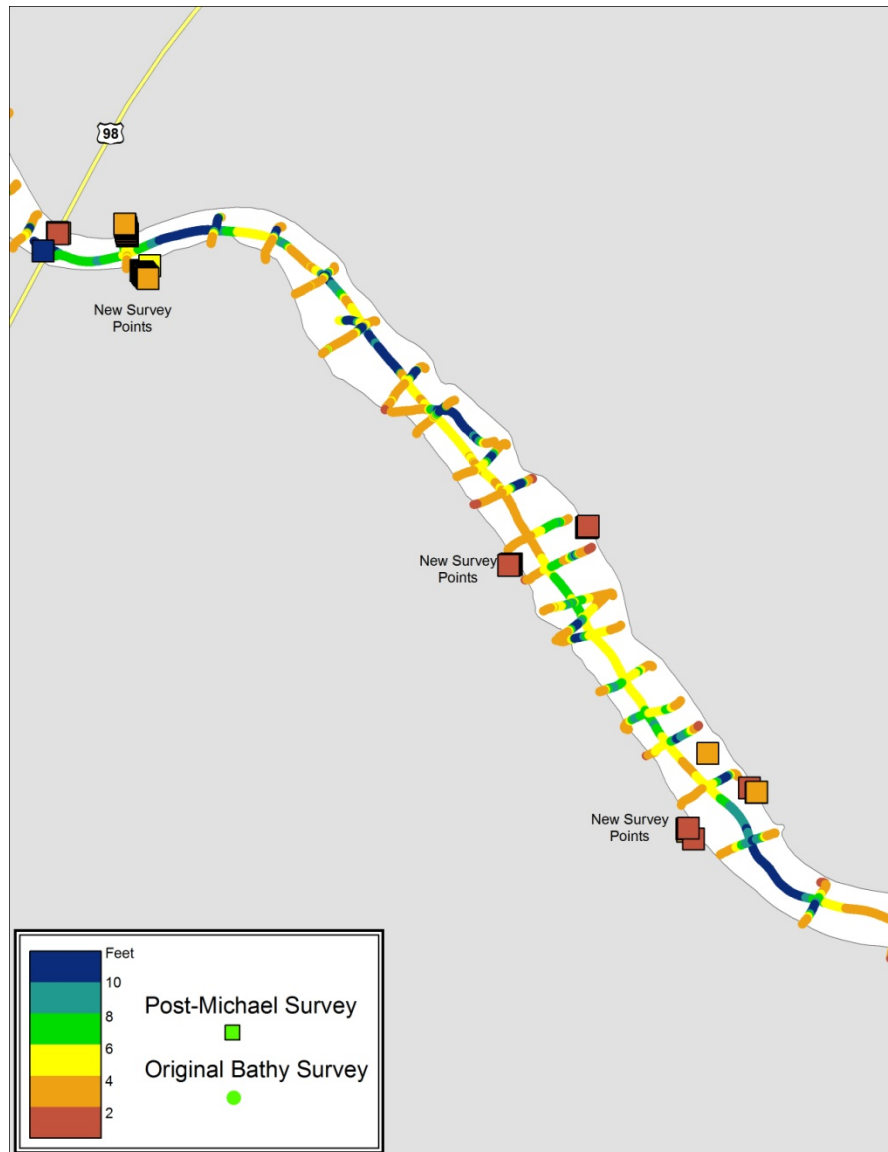 98
New Survey
Points
New Survey
Points
New Survey
Points
Feet
10
8
6
4
2
Post-Michael Survey
Original Bathy Survey